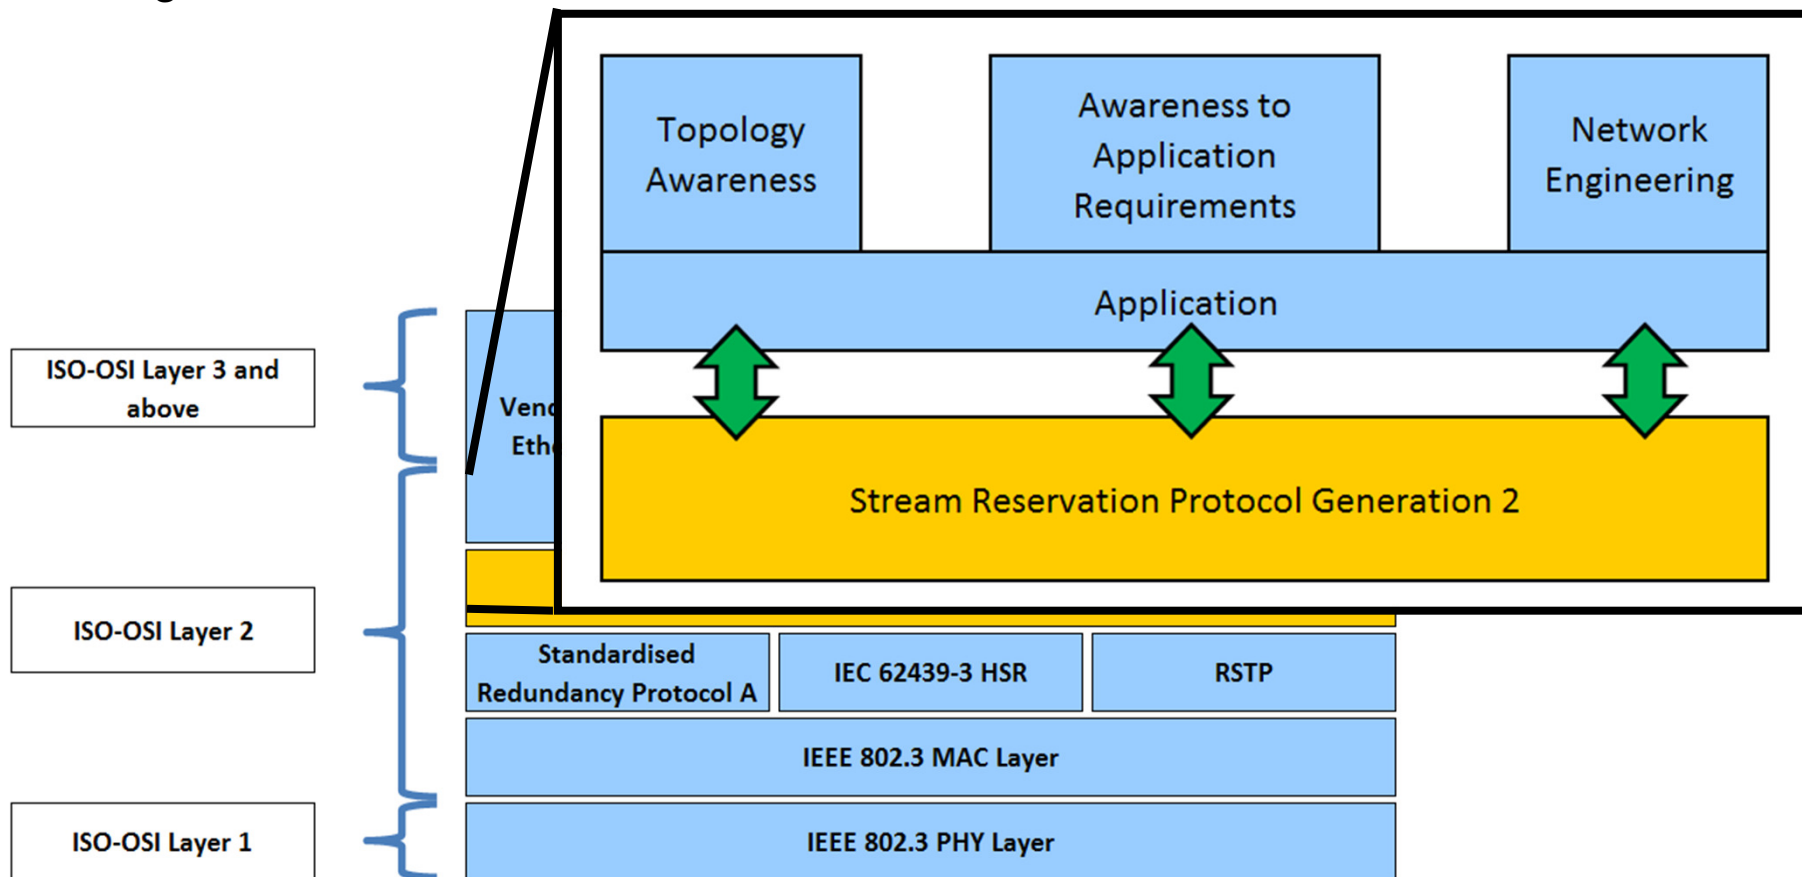 Topology
Awareness
Awareness to
Application
Requirements
Network
Engineering
Application
Stream Reservation Protocol Generation 2
ISO-OSI Layer 3 and
above
ISO-OSI Layer 2
Standardised
Redundancy Protocol A
IEC 62439-3 HSR
RSTP
IEEE 802.3 MAC Layer
ISO-OSI Layer 1
IEEE 802.3 PHY Layer